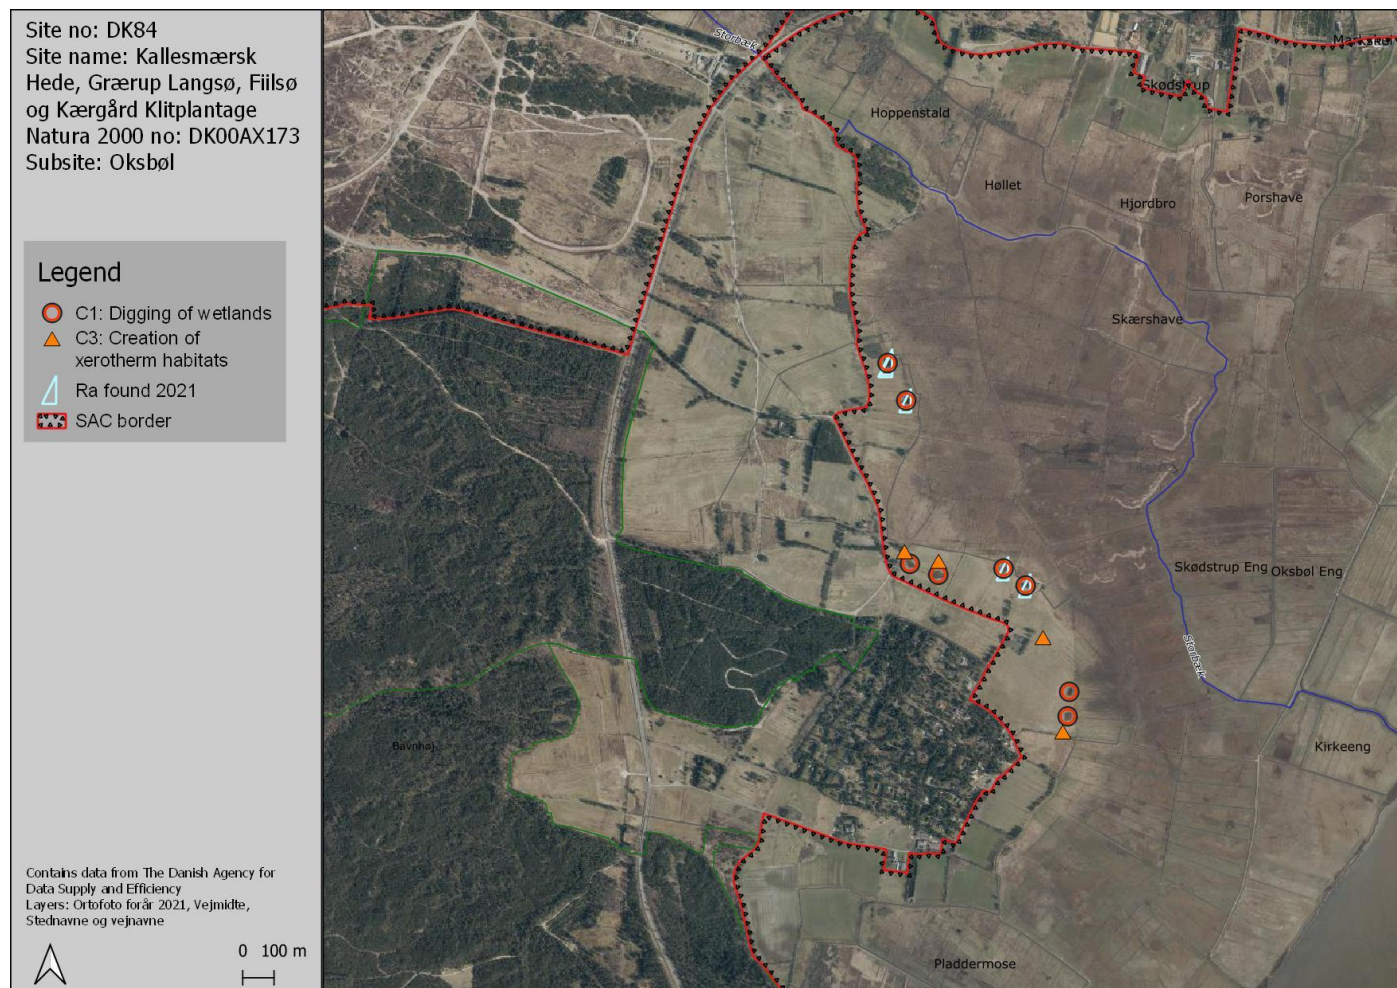 Site no: DK84
Site name: Kallesmærsk
Hede, Grærup Langsø, Fiilsø
og Kærgård Klitplantage
Natura 2000 no: DK00AX173
Subsite: Oksbøl
Legend
C1: Digging of wetlands
C3: Creation of
xerotherm habitats
Ra found 2021
SAC border
Contains data from The Danish Agency for
Data Supply and Efficiency
Layers: Ortofoto forår 2021, Vejmidte,
Stednavne og vejnavne
0 100 m
Storbæk
Skødstrup
Hoppenstald
Høllet
Hjordbro
Porshave
Skærshave
Skødstrup Eng
Oksbøl Eng
Storbæk
Bavnhøj
Kirkeeng
Pladdermose